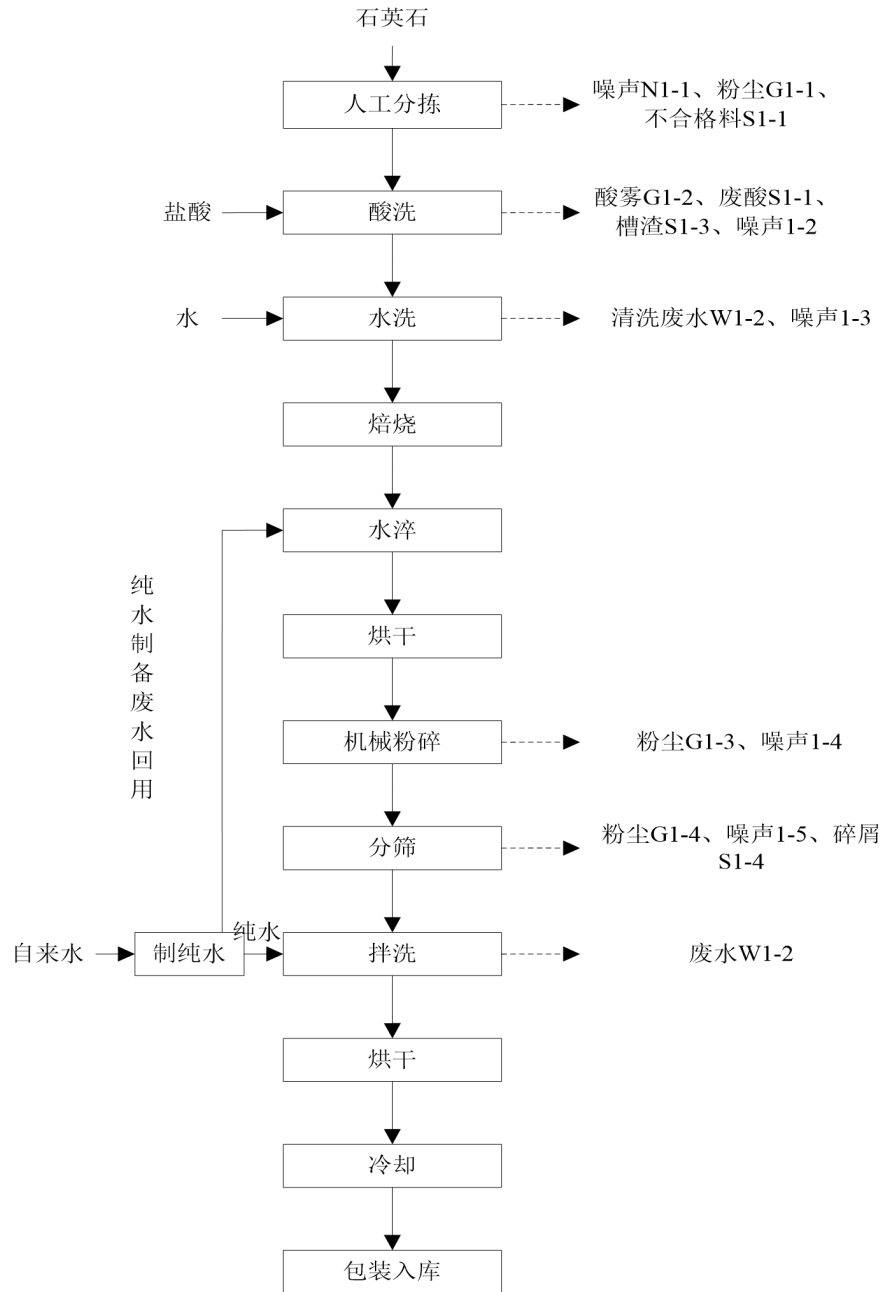 石英石
人工分拣
噪声N1-1、粉尘G1-1、
不合格料S1-1
盐酸
酸洗
酸雾G1-2、废酸S1-1、
槽渣S1-3、噪声1-2
水
水洗
清洗废水W1-2、噪声1-3
焙烧
水淬
纯水制备废水回用
烘干
机械粉碎
粉尘G1-3、噪声1-4
分筛
粉尘G1-4、噪声1-5、碎屑
S1-4
自来水
制纯水
纯水
拌洗
废水W1-2
烘干
冷却
包装入库